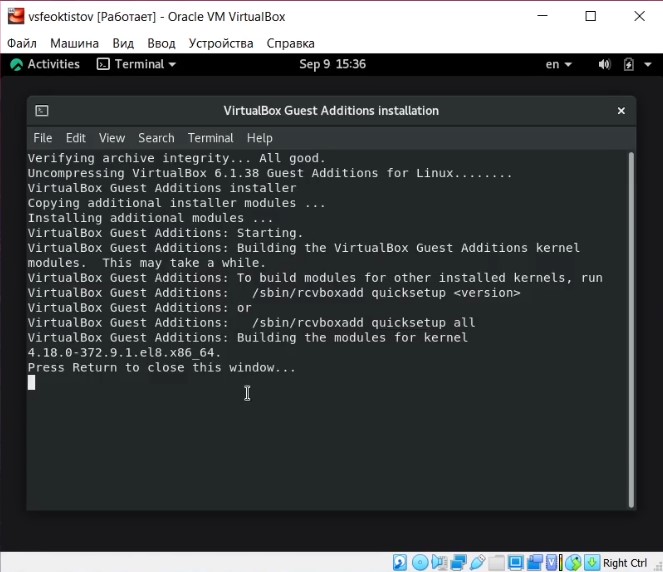 vsfeoktistov [Работает] - Oracle VM VirtualBox
Файл Машина Вид Ввод Устройства Справка
Activities Terminal Sep 9 15:36 en
VirtualBox Guest Additions installation
File Edit View Search Terminal Help
Verifying archive integrity... All good.
Uncompressing VirtualBox 6.1.38 Guest Additions for Linux........
VirtualBox Guest Additions installer
Copying additional installer modules ...
Installing additional modules ...
VirtualBox Guest Additions: Starting.
VirtualBox Guest Additions: Building the VirtualBox Guest Additions kernel
modules.  This may take a while.
VirtualBox Guest Additions: To build modules for other installed kernels, run
VirtualBox Guest Additions:   /sbin/rcvboxadd quicksetup <version>
VirtualBox Guest Additions: or
VirtualBox Guest Additions:   /sbin/rcvboxadd quicksetup all
VirtualBox Guest Additions: Building the modules for kernel
4.18.0-372.9.1.el8.x86_64.
Press Return to close this window...
Right Ctrl